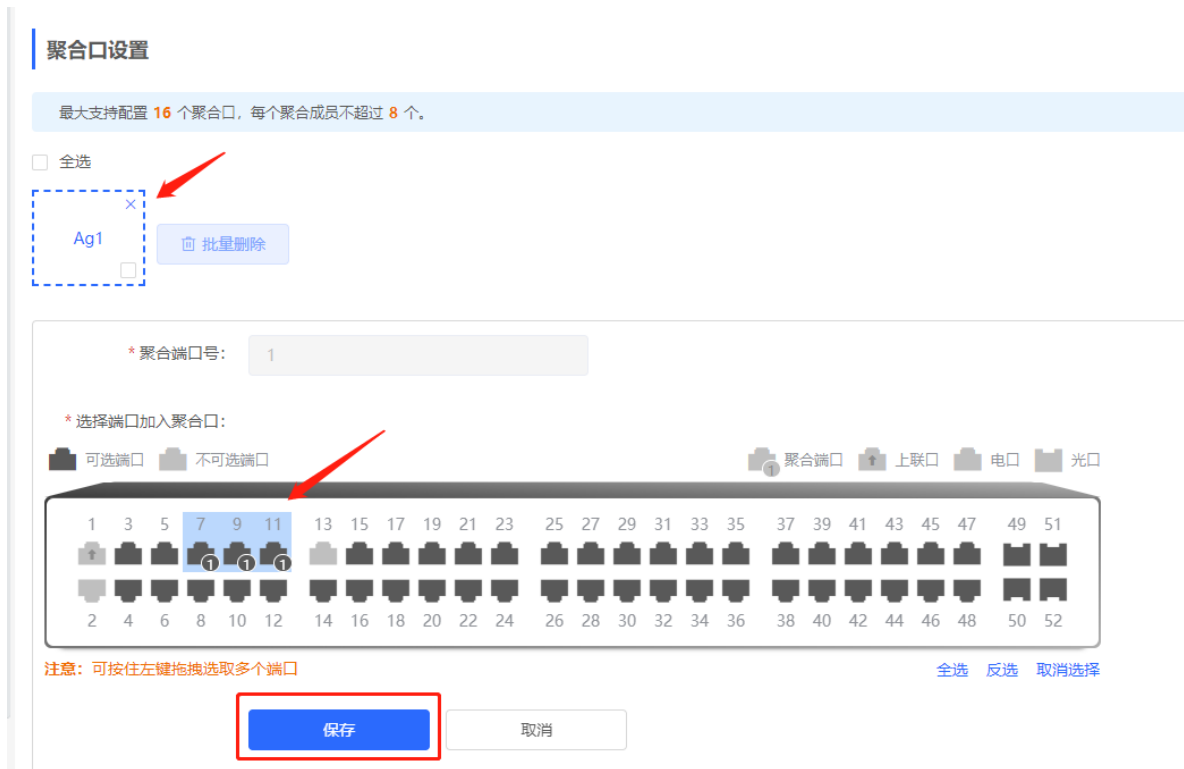 聚合口设置
最大支持配置 16 个聚合口，每个聚合成员不超过 8 个。
全选
Ag1
批量删除
* 聚合端口号：
1
* 选择端口加入聚合口：
可选端口 不可选端口 1 聚合端口 上联口 电口 光口
1 3 5 7 9 11 13 15 17 19 21 23 25 27 29 31 33 35 37 39 41 43 45 47 49 51
1 1 1
2 4 6 8 10 12 14 16 18 20 22 24 26 28 30 32 34 36 38 40 42 44 46 48 50 52
注意：可按住左键拖拽选取多个端口 全选 反选 取消选择
保存 取消